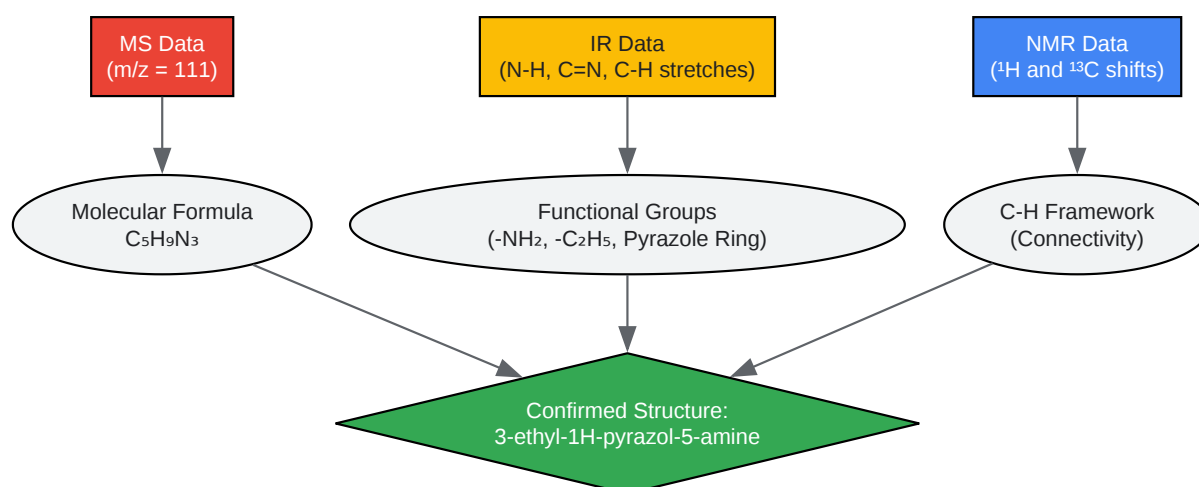 MS Data
(m/z = 111)
IR Data
(N-H, C=N, C-H stretches)
NMR Data
(¹H and ¹³C shifts)
Molecular Formula
C₅H₉N₃
Functional Groups
(-NH₂, -C₂H₅, Pyrazole Ring)
C-H Framework
(Connectivity)
Confirmed Structure:
3-ethyl-1H-pyrazol-5-amine